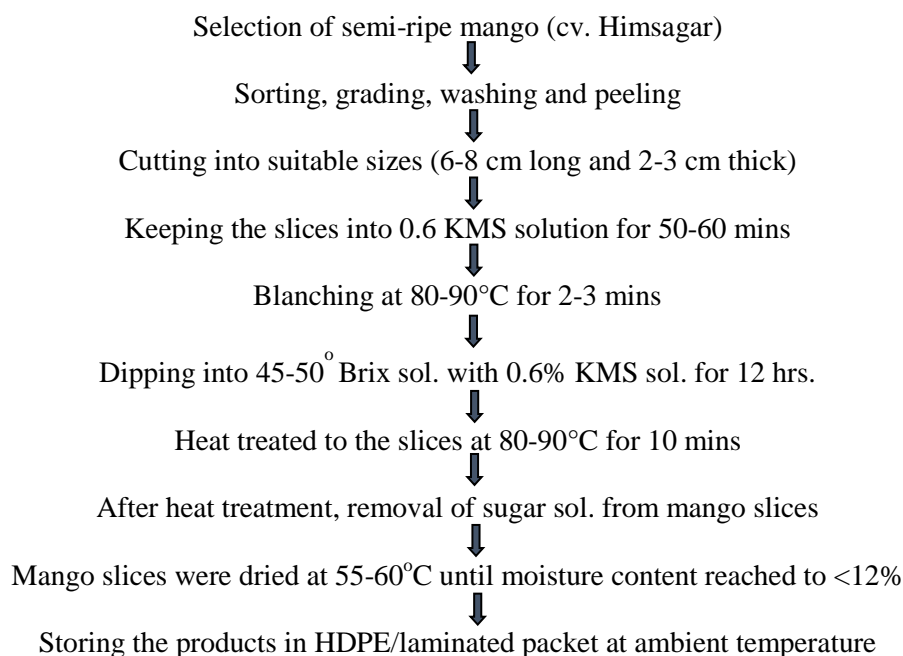 Selection of semi-ripe mango (cv. Himsagar)
Sorting, grading, washing and peeling
Cutting into suitable sizes (6-8 cm long and 2-3 cm thick)
Keeping the slices into 0.6 KMS solution for 50-60 mins
Blanching at 80-90°C for 2-3 mins
Dipping into 45-50° Brix sol. with 0.6% KMS sol. for 12 hrs.
Heat treated to the slices at 80-90°C for 10 mins
After heat treatment, removal of sugar sol. from mango slices
Mango slices were dried at 55-60°C until moisture content reached to <12%
Storing the products in HDPE/laminated packet at ambient temperature